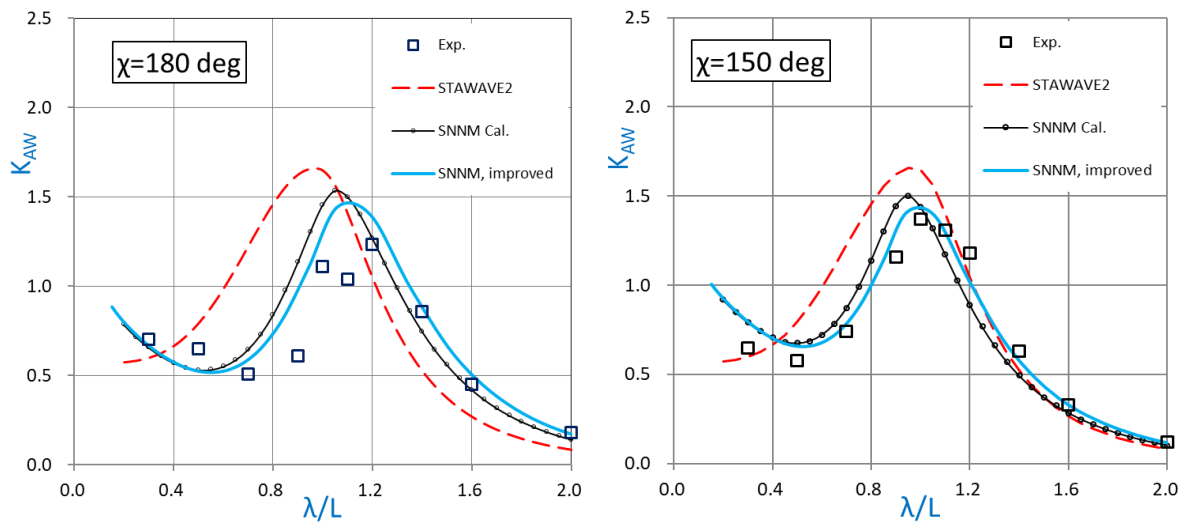 2.5
2.0
1.5
1.0
0.5
0.0
K_AW
χ=180 deg
Exp.
STAWAVE2
SNNM Cal.
SNNM, improved
0.0 0.4 0.8 1.2 1.6 2.0
λ/L
2.5
2.0
1.5
1.0
0.5
0.0
K_AW
χ=150 deg
Exp.
STAWAVE2
SNNM Cal.
SNNM, improved
0.0 0.4 0.8 1.2 1.6 2.0
λ/L